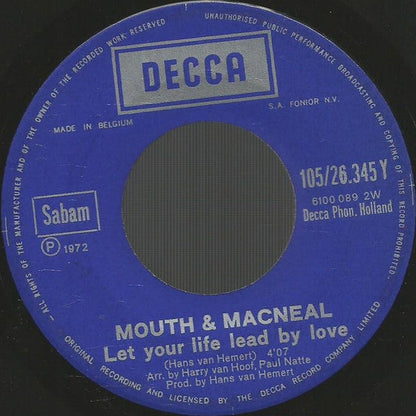 ALL RIGHTS OF THE MANUFACTURER AND OF THE OWNER OF THE RECORDED WORK RESERVED
UNAUTHORISED PUBLIC PERFORMANCE BROADCASTING AND COPYING OF THIS RECORD PROHIBITED
DECCA
S.A. FONIOR N.V.
MADE IN BELGIUM
105/26.345 Y
6100 089 2W
Decca Phon. Holland
Sabam
Ⓟ 1972
MOUTH & MACNEAL
Let your life lead by love
(Hans van Hemert) 4'07
Arr. by Harry van Hoof, Paul Natte
Prod. by Hans van Hemert
ORIGINAL RECORDING AND LICENSED BY THE DECCA RECORD COMPANY LIMITED LONDON